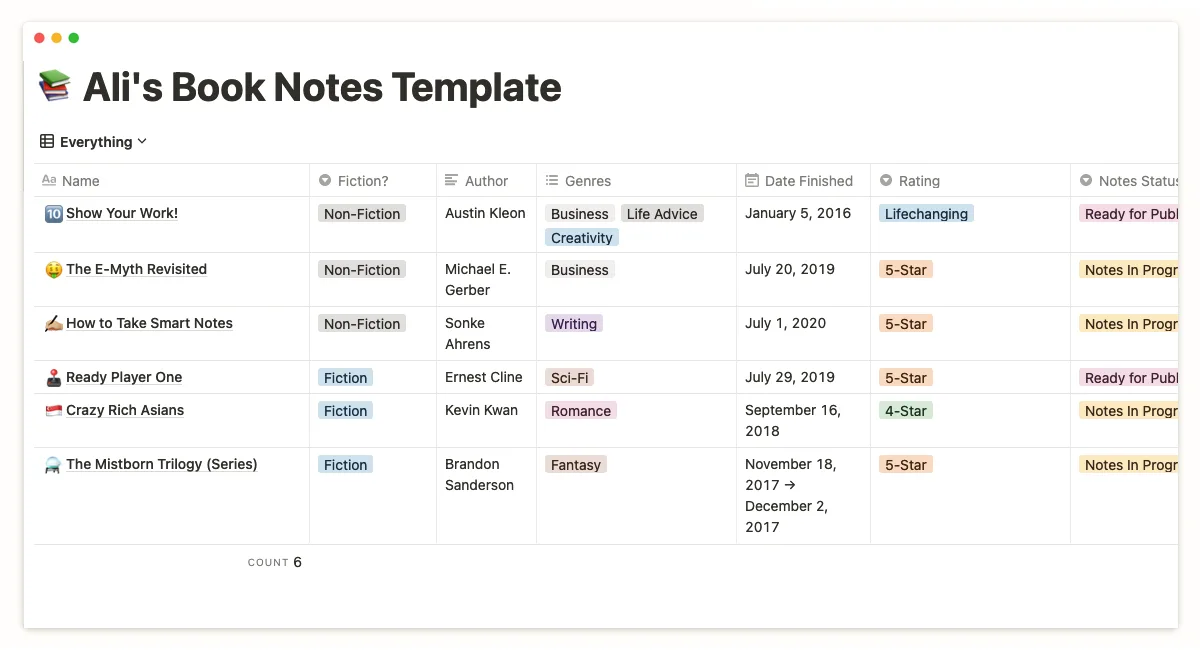 Ali's Book Notes Template
Everything
Aa Name Fiction? Author Genres Date Finished Rating Notes Status
Show Your Work! Non-Fiction Austin Kleon Business Life Advice January 5, 2016 Lifechanging Ready for Publ
Creativity
The E-Myth Revisited Non-Fiction Michael E. Business July 20, 2019 5-Star Notes In Progr
Gerber
How to Take Smart Notes Non-Fiction Sonke Writing July 1, 2020 5-Star Notes In Progr
Ahrens
Ready Player One Fiction Ernest Cline Sci-Fi July 29, 2019 5-Star Ready for Publ
Crazy Rich Asians Fiction Kevin Kwan Romance September 16, 4-Star Notes In Progr
2018
The Mistborn Trilogy (Series) Fiction Brandon Fantasy November 18, 5-Star Notes In Progr
Sanderson 2017 →
December 2,
2017
COUNT 6